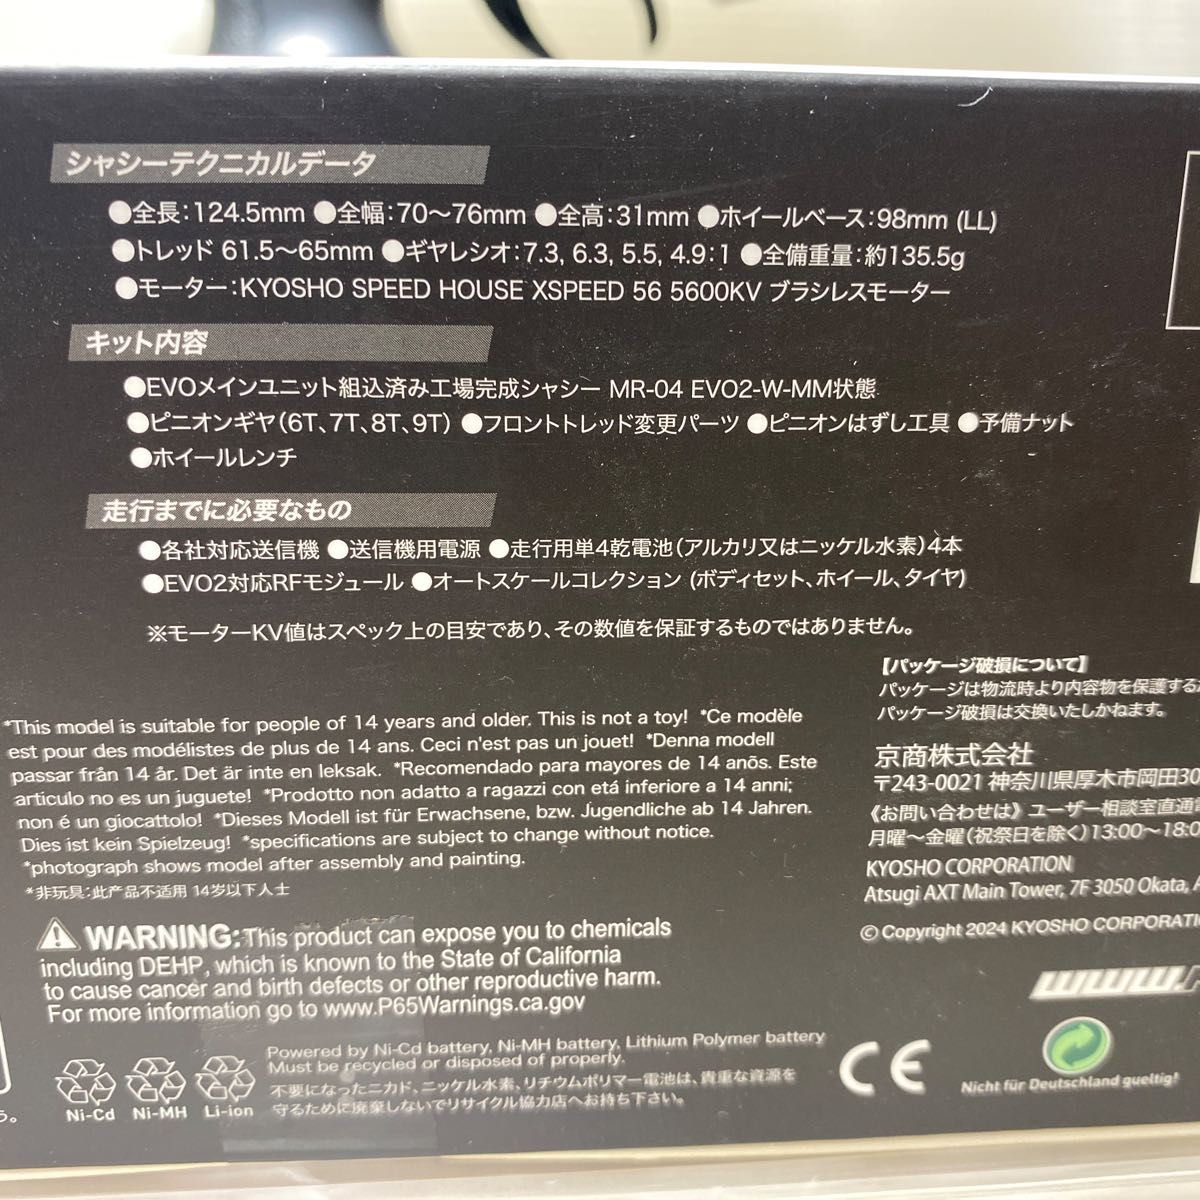 シャシーテクニカルデータ
●全長：124.5mm ●全幅：70～76mm ●全高：31mm ●ホイールベース：98mm (LL)
●トレッド 61.5～65mm ●ギヤレシオ：7.3, 6.3, 5.5, 4.9：1 ●全備重量：約135.5g
●モーター：KYOSHO SPEED HOUSE XSPEED 56 5600KV ブラシレスモーター
キット内容
●EVOメインユニット組込済み工場完成シャシー MR-04 EVO2-W-MM状態
●ピニオンギヤ（6T、7T、8T、9T） ●フロントトレッド変更パーツ ●ピニオンはずし工具 ●予備ナット
●ホイールレンチ
走行までに必要なもの
●各社対応送信機 ●送信機用電源 ●走行用単4乾電池（アルカリ又はニッケル水素）4本
●EVO2対応RFモジュール ●オートスケールコレクション (ボディセット、ホイール、タイヤ)
※モーターKV値はスペック上の目安であり、その数値を保証するものではありません。
【パッケージ破損について】
パッケージは物流時より内容物を保護する
パッケージ破損は交換いたしかねます。
*This model is suitable for people of 14 years and older. This is not a toy! *Ce modèle
est pour des modélistes de plus de 14 ans. Ceci n'est pas un jouet! *Denna modell
passar från 14 år. Det är inte en leksak. *Recomendado para mayores de 14 anõs. Este
articulo no es un juguete! *Prodotto non adatto a ragazzi con etá inferiore a 14 anni;
non é un giocattolo! *Dieses Modell ist für Erwachsene, bzw. Jugendliche ab 14 Jahren.
Dies ist kein Spielzeug! *specifications are subject to change without notice.
*photograph shows model after assembly and painting.
*非玩具：此产品不适用 14岁以下人士
京商株式会社
〒243-0021 神奈川県厚木市岡田30
《お問い合わせは》ユーザー相談室直通
月曜～金曜（祝祭日を除く）13:00～18:0
KYOSHO CORPORATION
Atsugi AXT Main Tower, 7F 3050 Okata, A
© Copyright 2024 KYOSHO CORPORATIO
WARNING: This product can expose you to chemicals
including DEHP, which is known to the State of California
to cause cancer and birth defects or other reproductive harm.
For more information go to www.P65Warnings.ca.gov
www.
Ni-Cd Ni-MH Li-ion
Powered by Ni-Cd battery, Ni-MH battery, Lithium Polymer battery
Must be recycled or disposed of properly.
不要になったニカド、ニッケル水素、リチウムポリマー電池は、貴重な資源を
守るために廃棄しないでリサイクル協力店へお持ち下さい。
CE
Nicht für Deutschland gueltig!
う。